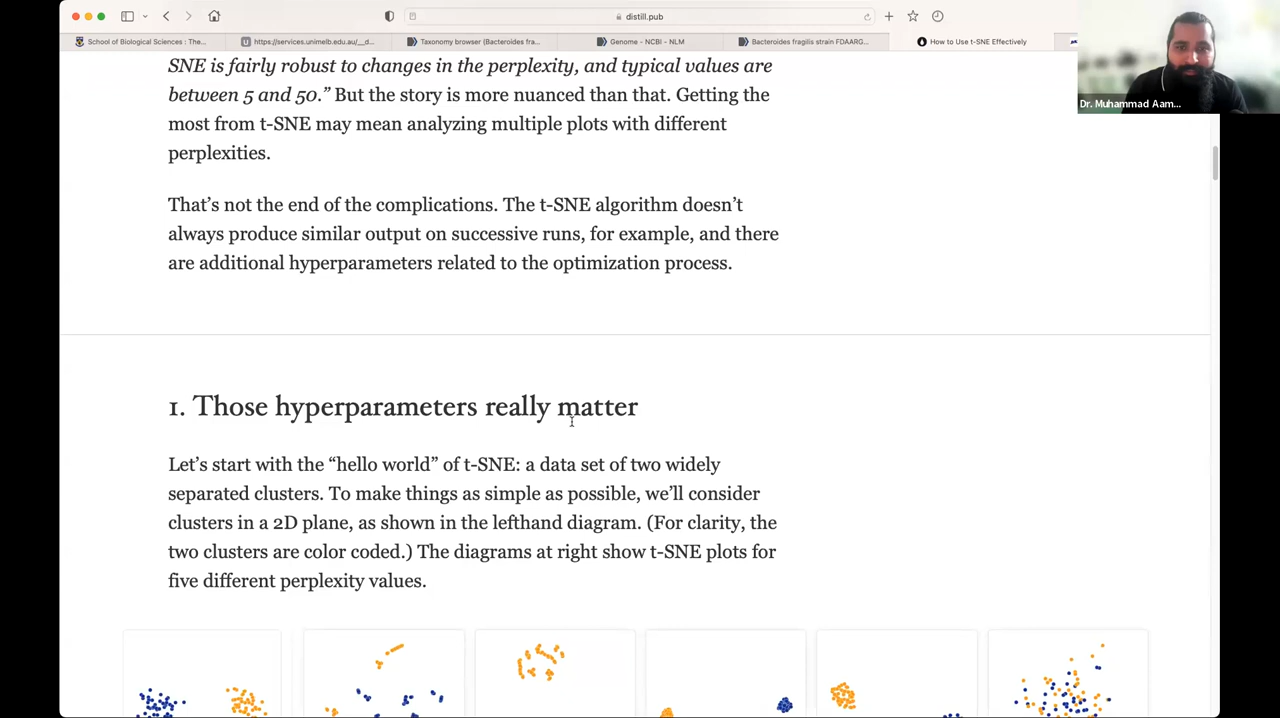 distill.pub
School of Biological Sciences : The...
https://services.unimelb.edu.au/__d...
Taxonomy browser (Bacteroides fra...
Genome - NCBI - NLM
Bacteroides fragilis strain FDAARG...
How to Use t-SNE Effectively
Dr. Muhammad Aam...
SNE is fairly robust to changes in the perplexity, and typical values are
between 5 and 50.” But the story is more nuanced than that. Getting the
most from t-SNE may mean analyzing multiple plots with different
perplexities.
That’s not the end of the complications. The t-SNE algorithm doesn’t
always produce similar output on successive runs, for example, and there
are additional hyperparameters related to the optimization process.
1. Those hyperparameters really matter
Let’s start with the “hello world” of t-SNE: a data set of two widely
separated clusters. To make things as simple as possible, we’ll consider
clusters in a 2D plane, as shown in the lefthand diagram. (For clarity, the
two clusters are color coded.) The diagrams at right show t-SNE plots for
five different perplexity values.